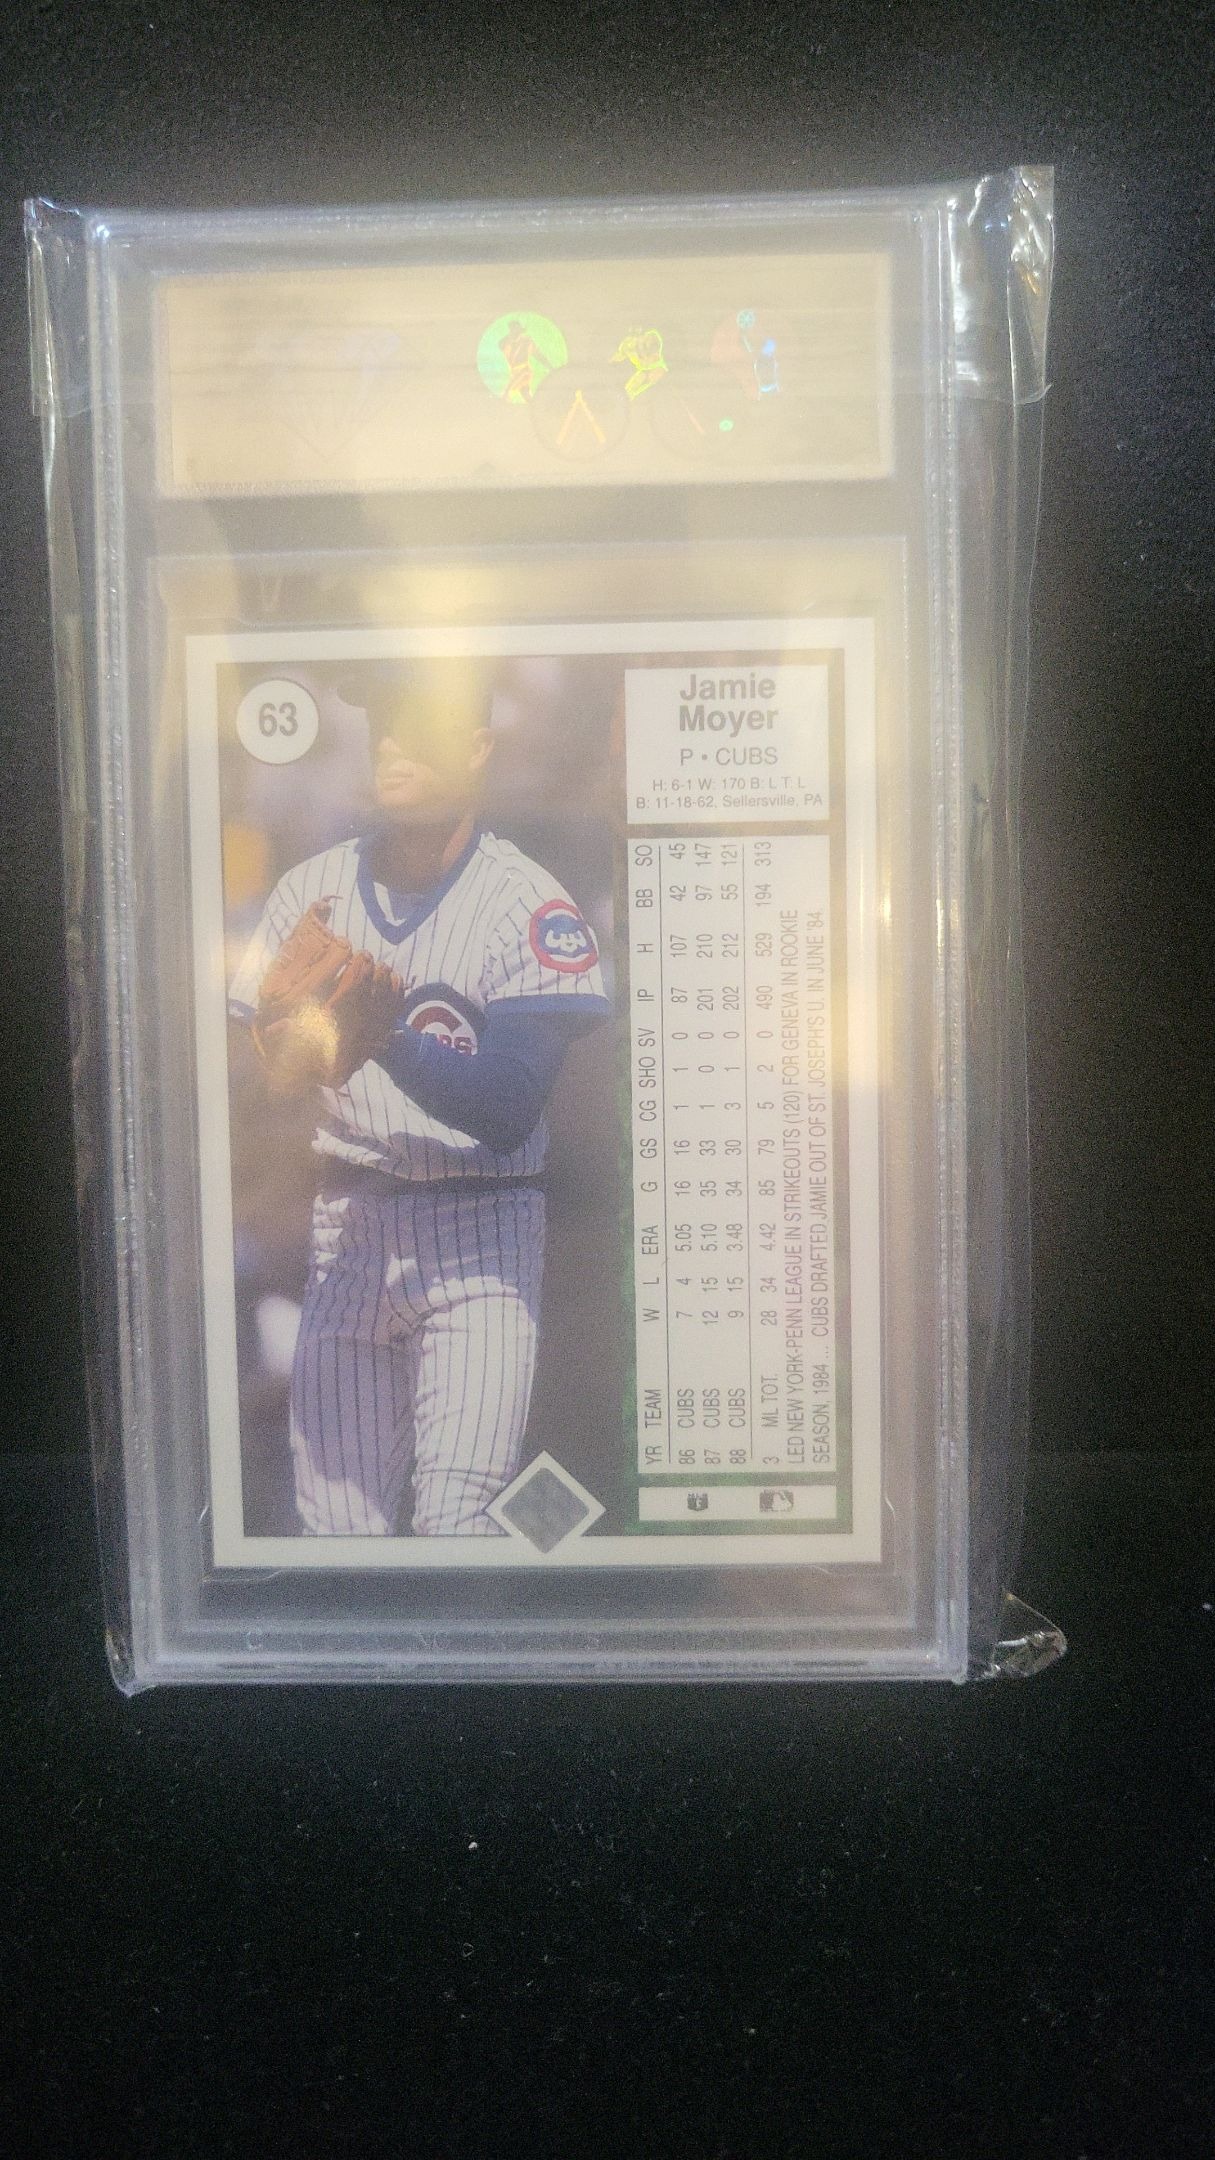 63
Jamie
Moyer
P • CUBS
H: 6-1 W: 170 B: L T: L
B: 11-18-62, Sellersville, PA
YR TEAM W L ERA G GS CG SHO SV IP H BB SO
86 CUBS 7 4 5.05 16 16 1 1 0 87 107 42 45
87 CUBS 12 15 5.10 35 33 1 0 0 201 210 97 147
88 CUBS 9 15 3.48 34 30 3 1 0 202 212 55 121
3 ML TOT. 28 34 4.42 85 79 5 2 0 490 529 194 313
LED NEW YORK-PENN LEAGUE IN STRIKEOUTS (120) FOR GENEVA IN ROOKIE
SEASON, 1984... CUBS DRAFTED JAMIE OUT OF ST. JOSEPH'S U. IN JUNE '84